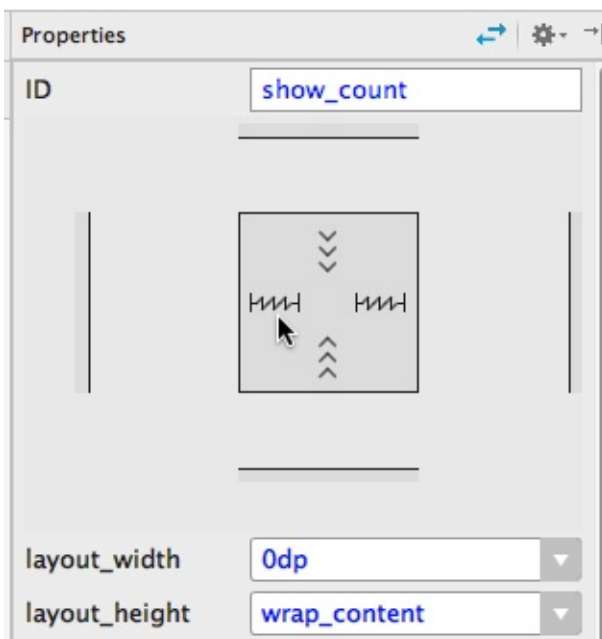 Properties
ID show_count
layout_width 0dp
layout_height wrap_content